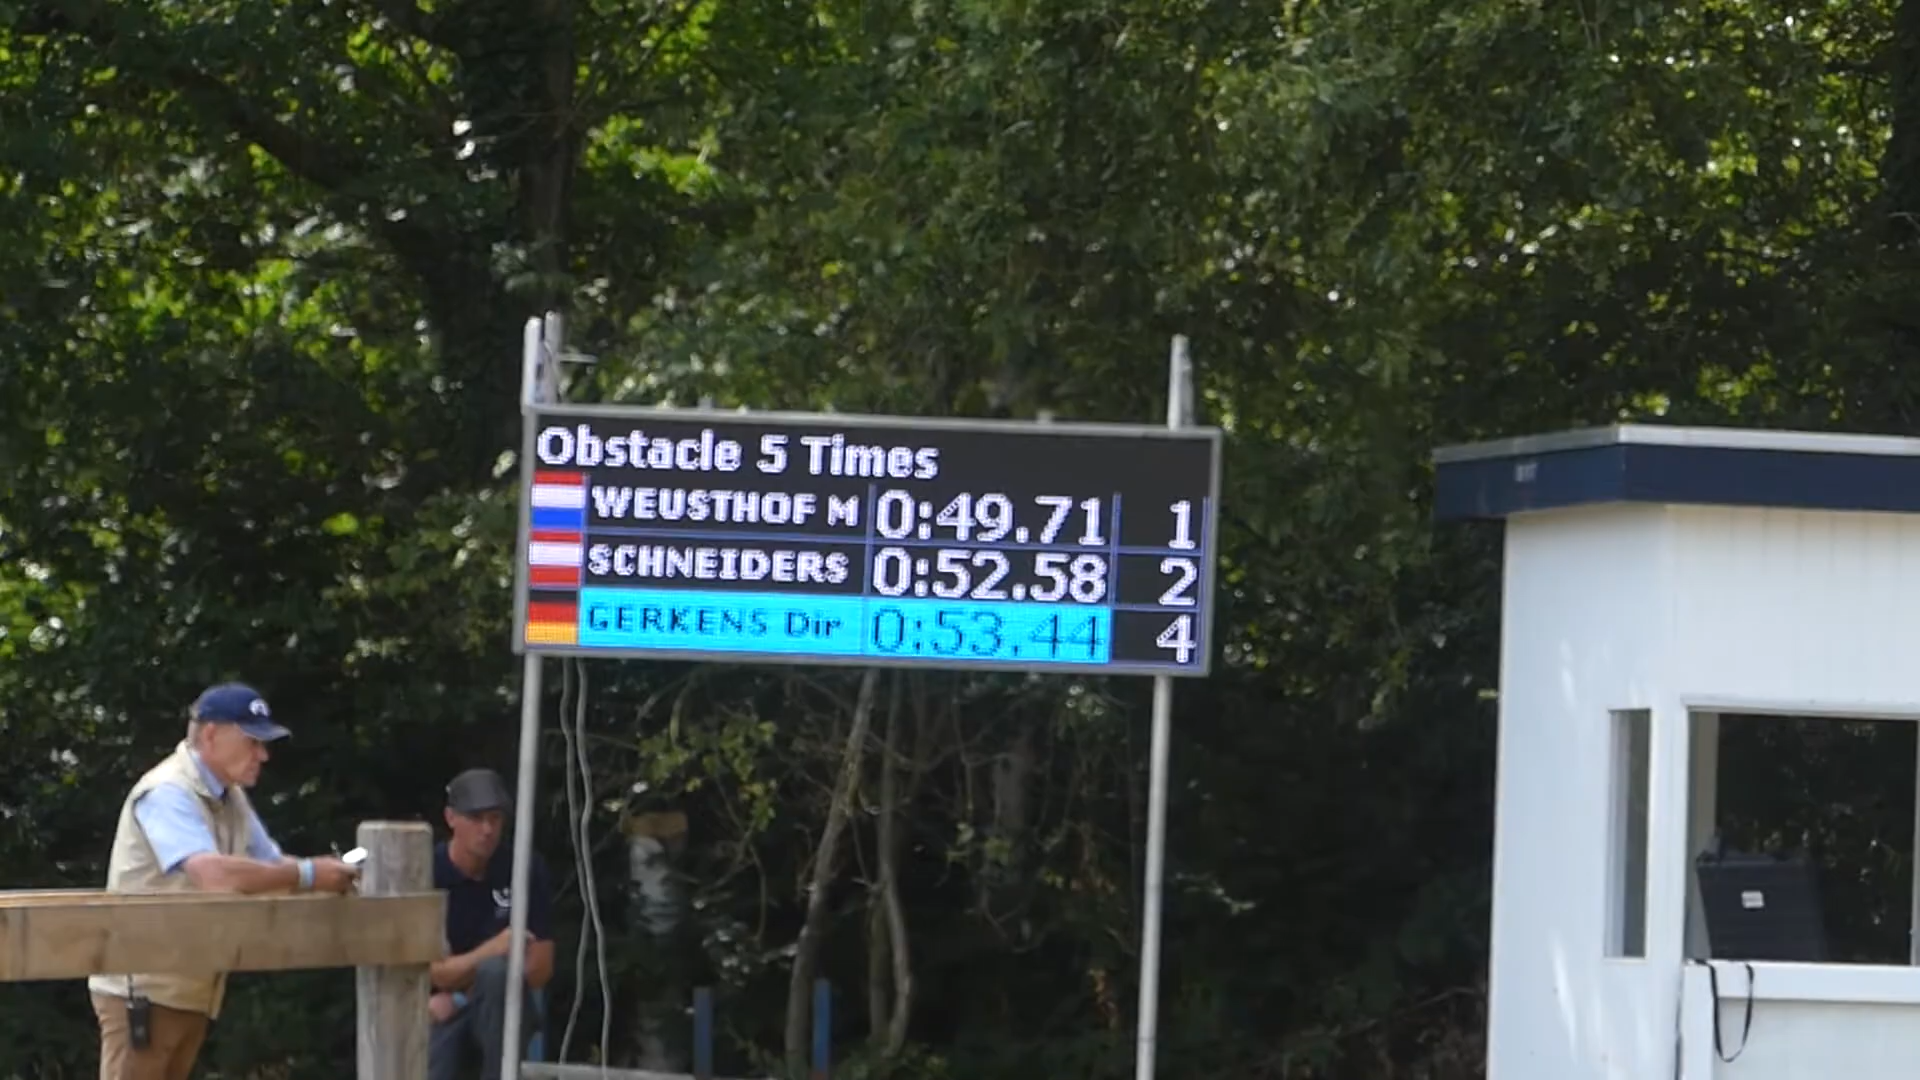 Obstacle 5 Times
WEUSTHOF M 0:49.71 1
SCHNEIDERS 0:52.58 2
GERKENS Dir 0:53.44 4